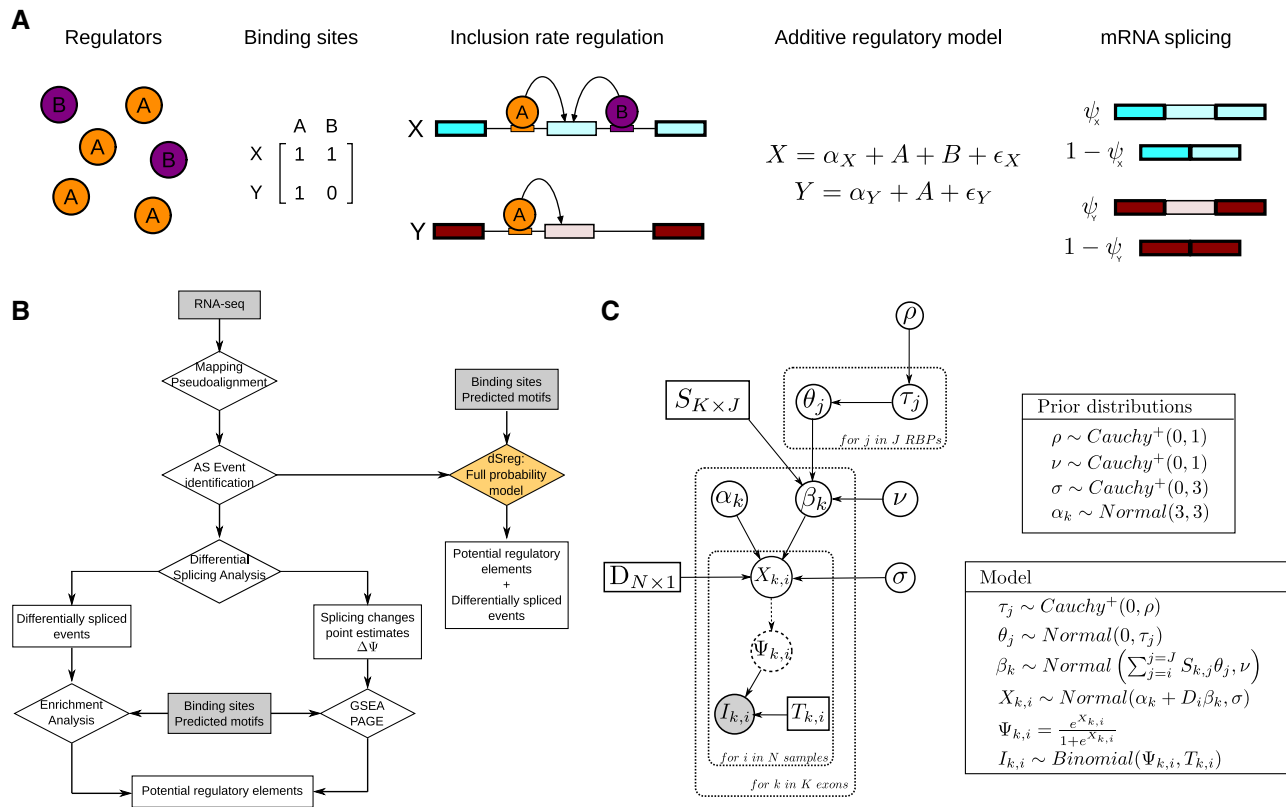 A
Regulators
Binding sites
Inclusion rate regulation
Additive regulatory model
mRNA splicing
B
A
A
B
A
A
A B
X 1 1
Y 1 0
X
A
B
Y
A
X = α_X + A + B + ϵ_X
Y = α_Y + A + ϵ_Y
ψ_X
1 − ψ_X
ψ_Y
1 − ψ_Y
B
RNA-seq
Mapping
Pseudoalignment
AS Event
identification
Differential
Splicing Analysis
Differentially spliced
events
Splicing changes
point estimates
ΔΨ
Enrichment
Analysis
Binding sites
Predicted motifs
GSEA
PAGE
Potential regulatory elements
Binding sites
Predicted motifs
dSreg:
Full probability
model
Potential regulatory
elements
+
Differentially spliced
events
C
ρ
θ_j
τ_j
for j in J RBPs
S_{K×J}
α_k
β_k
ν
D_{N×1}
X_{k,i}
σ
Ψ_{k,i}
I_{k,i}
T_{k,i}
for i in N samples
for k in K exons
Prior distributions
ρ ∼ Cauchy⁺(0, 1)
ν ∼ Cauchy⁺(0, 1)
σ ∼ Cauchy⁺(0, 3)
α_k ∼ Normal(3, 3)
Model
τ_j ∼ Cauchy⁺(0, ρ)
θ_j ∼ Normal(0, τ_j)
β_k ∼ Normal(∑_{j=i}^{j=J} S_{k,j}θ_j, ν)
X_{k,i} ∼ Normal(α_k + D_iβ_k, σ)
Ψ_{k,i} = e^{X_{k,i}} / 1+e^{X_{k,i}}
I_{k,i} ∼ Binomial(Ψ_{k,i}, T_{k,i})